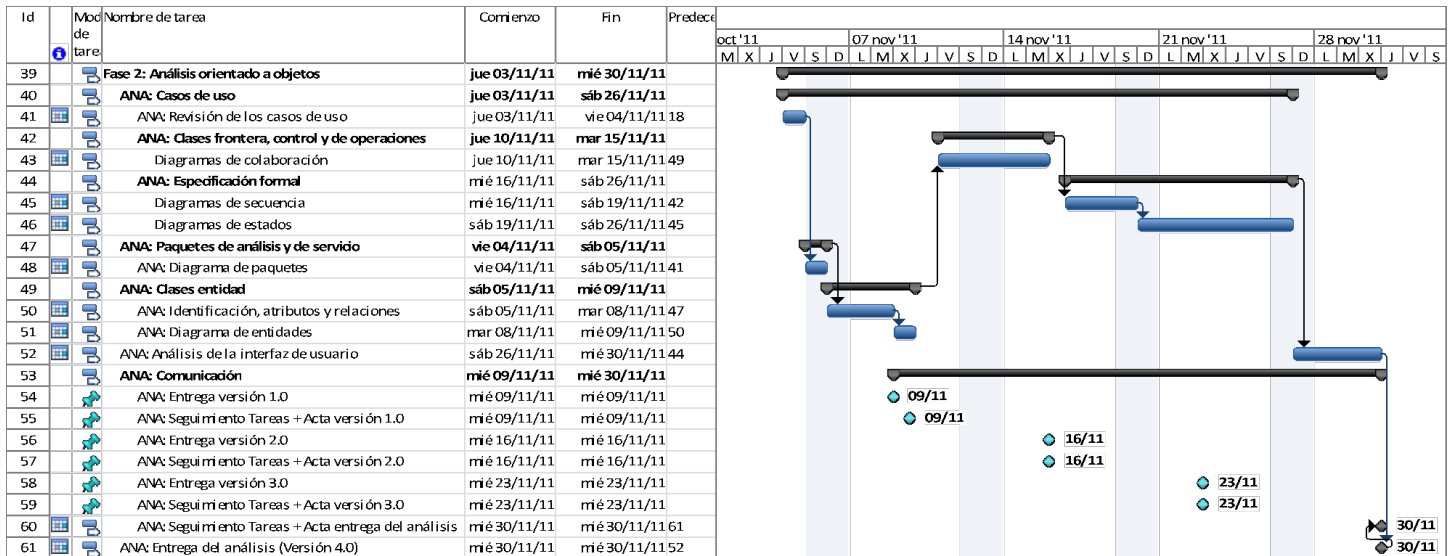 Id Mod de tarea Nombre de tarea Comienzo Fin Predece
oct '11 07 nov '11 14 nov '11 21 nov '11 28 nov '11
M X J V S D L M X J V S D L M X J V S D L M X J V S D L M X J V S
39 Fase 2: Análisis orientado a objetos jue 03/11/11 mié 30/11/11
40 ANA: Casos de uso jue 03/11/11 sáb 26/11/11
41 ANA: Revisión de los casos de uso jue 03/11/11 vie 04/11/11 18
42 ANA: Clases frontera, control y de operaciones jue 10/11/11 mar 15/11/11
43 Diagramas de colaboración jue 10/11/11 mar 15/11/11 49
44 ANA: Especificación formal mié 16/11/11 sáb 26/11/11
45 Diagramas de secuencia mié 16/11/11 sáb 19/11/11 42
46 Diagramas de estados sáb 19/11/11 sáb 26/11/11 45
47 ANA: Paquetes de análisis y de servicio vie 04/11/11 sáb 05/11/11
48 ANA: Diagrama de paquetes vie 04/11/11 sáb 05/11/11 41
49 ANA: Clases entidad sáb 05/11/11 mié 09/11/11
50 ANA: Identificación, atributos y relaciones sáb 05/11/11 mar 08/11/11 47
51 ANA: Diagrama de entidades mar 08/11/11 mié 09/11/11 50
52 ANA: Análisis de la interfaz de usuario sáb 26/11/11 mié 30/11/11 44
53 ANA: Comunicación mié 09/11/11 mié 30/11/11
54 ANA: Entrega versión 1.0 mié 09/11/11 mié 09/11/11 09/11
55 ANA: Seguimiento Tareas + Acta versión 1.0 mié 09/11/11 mié 09/11/11 09/11
56 ANA: Entrega versión 2.0 mié 16/11/11 mié 16/11/11 16/11
57 ANA: Seguimiento Tareas + Acta versión 2.0 mié 16/11/11 mié 16/11/11 16/11
58 ANA: Entrega versión 3.0 mié 23/11/11 mié 23/11/11 23/11
59 ANA: Seguimiento Tareas + Acta versión 3.0 mié 23/11/11 mié 23/11/11 23/11
60 ANA: Seguimiento Tareas + Acta entrega del análisis mié 30/11/11 mié 30/11/11 61 30/11
61 ANA: Entrega del análisis (Versión 4.0) mié 30/11/11 mié 30/11/11 52 30/11